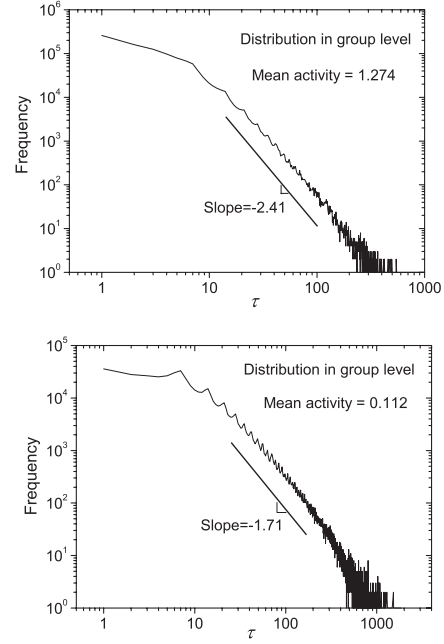 10^6
Distribution in group level
10^5
Mean activity = 1.274
10^4
Frequency
10^3
10^2
Slope=-2.41
10^1
10^0
1
10
100
1000
τ
10^5
Distribution in group level
10^4
Mean activity = 0.112
Frequency
10^3
10^2
Slope=-1.71
10^1
10^0
1
10
100
1000
τ